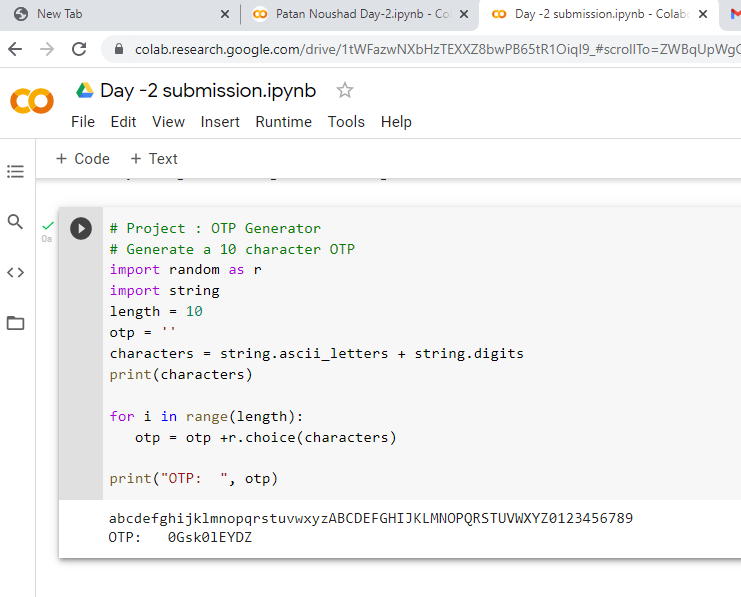 New Tab
Patan Noushad Day-2.ipynb - Co
Day -2 submission.ipynb - Colab
colab.research.google.com/drive/1tWFazwNXbHzTEXXZ8bwPB65tR1OiqI9_#scrollTo=ZWBqUpWgC
Day -2 submission.ipynb
File Edit View Insert Runtime Tools Help
+ Code + Text
0s
# Project : OTP Generator
# Generate a 10 character OTP
import random as r
import string
length = 10
otp = ''
characters = string.ascii_letters + string.digits
print(characters)
for i in range(length):
   otp = otp +r.choice(characters)
print("OTP:  ", otp)
abcdefghijklmnopqrstuvwxyzABCDEFGHIJKLMNOPQRSTUVWXYZ0123456789
OTP:   0Gsk0lEYDZ